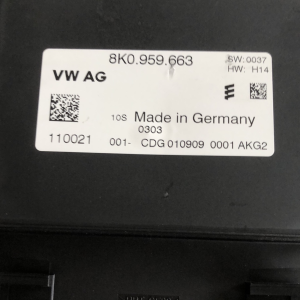 8K0.959.663
SW:0037
HW: H14
VW AG
10S Made in Germany
0303
110021 001- CDG 010909 0001 AKG2